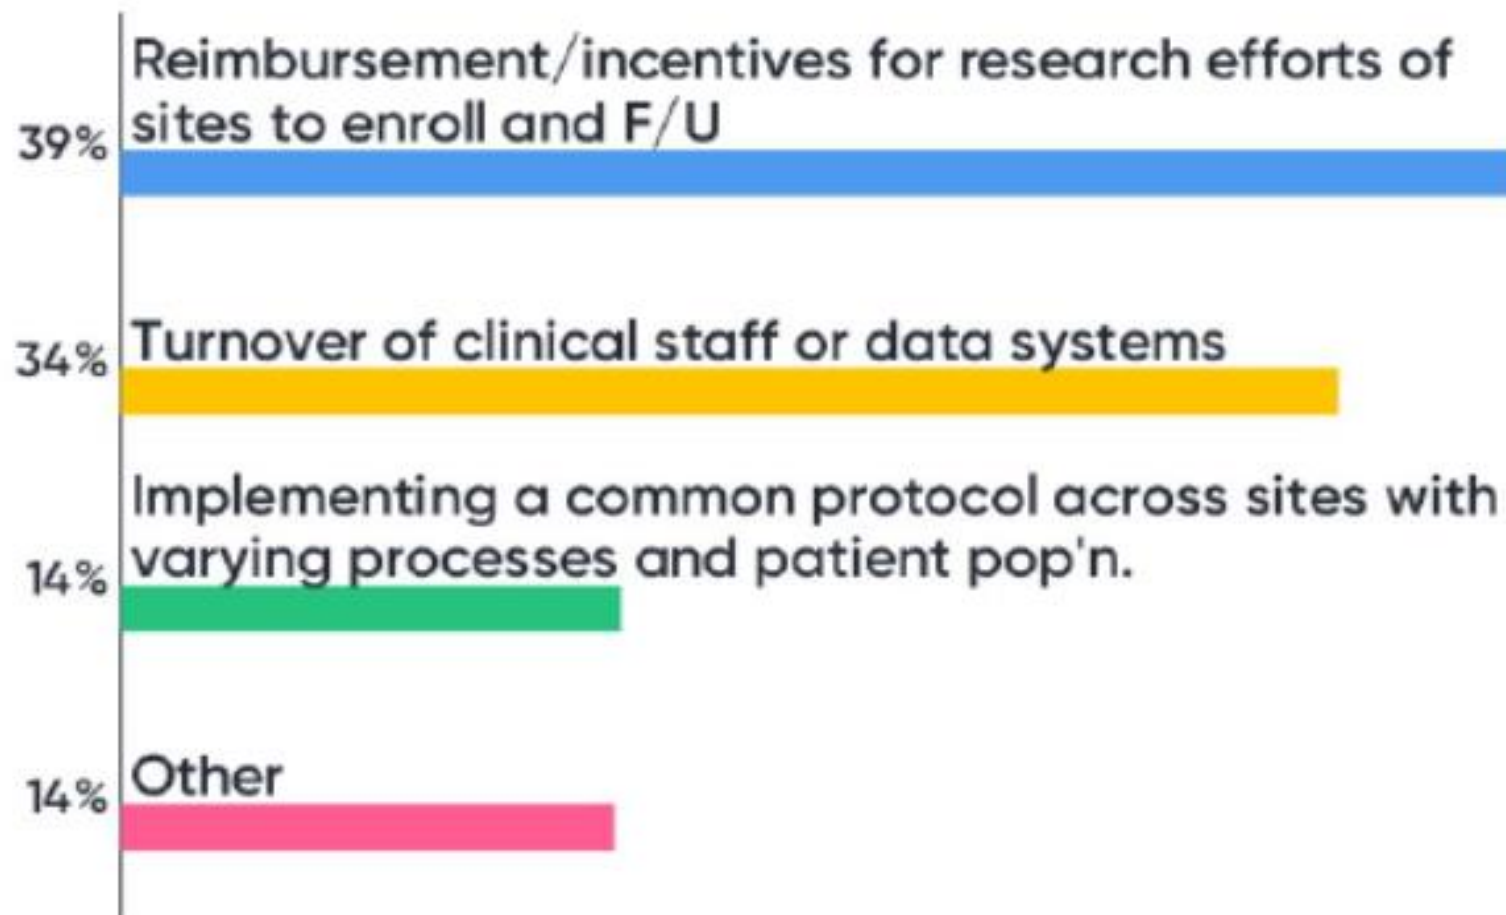 Reimbursement/incentives for research efforts of
sites to enroll and F/U
39%
Turnover of clinical staff or data systems
34%
Implementing a common protocol across sites with
varying processes and patient pop'n.
14%
Other
14%